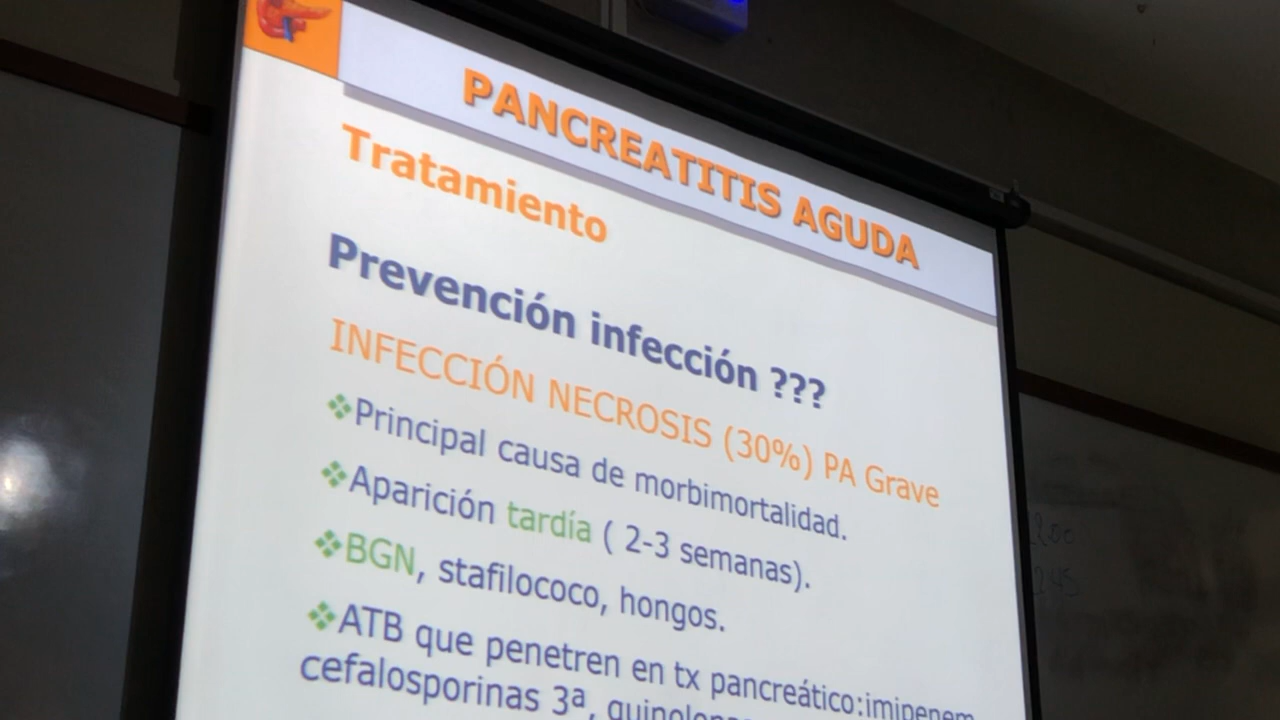 PANCREATITIS AGUDA
Tratamiento
Prevención infección ???
INFECCIÓN NECROSIS (30%) PA Grave
Principal causa de morbimortalidad.
Aparición tardía ( 2-3 semanas).
BGN, stafilococo, hongos.
ATB que penetren en tx pancreático:imipenem
cefalosporinas 3ª,